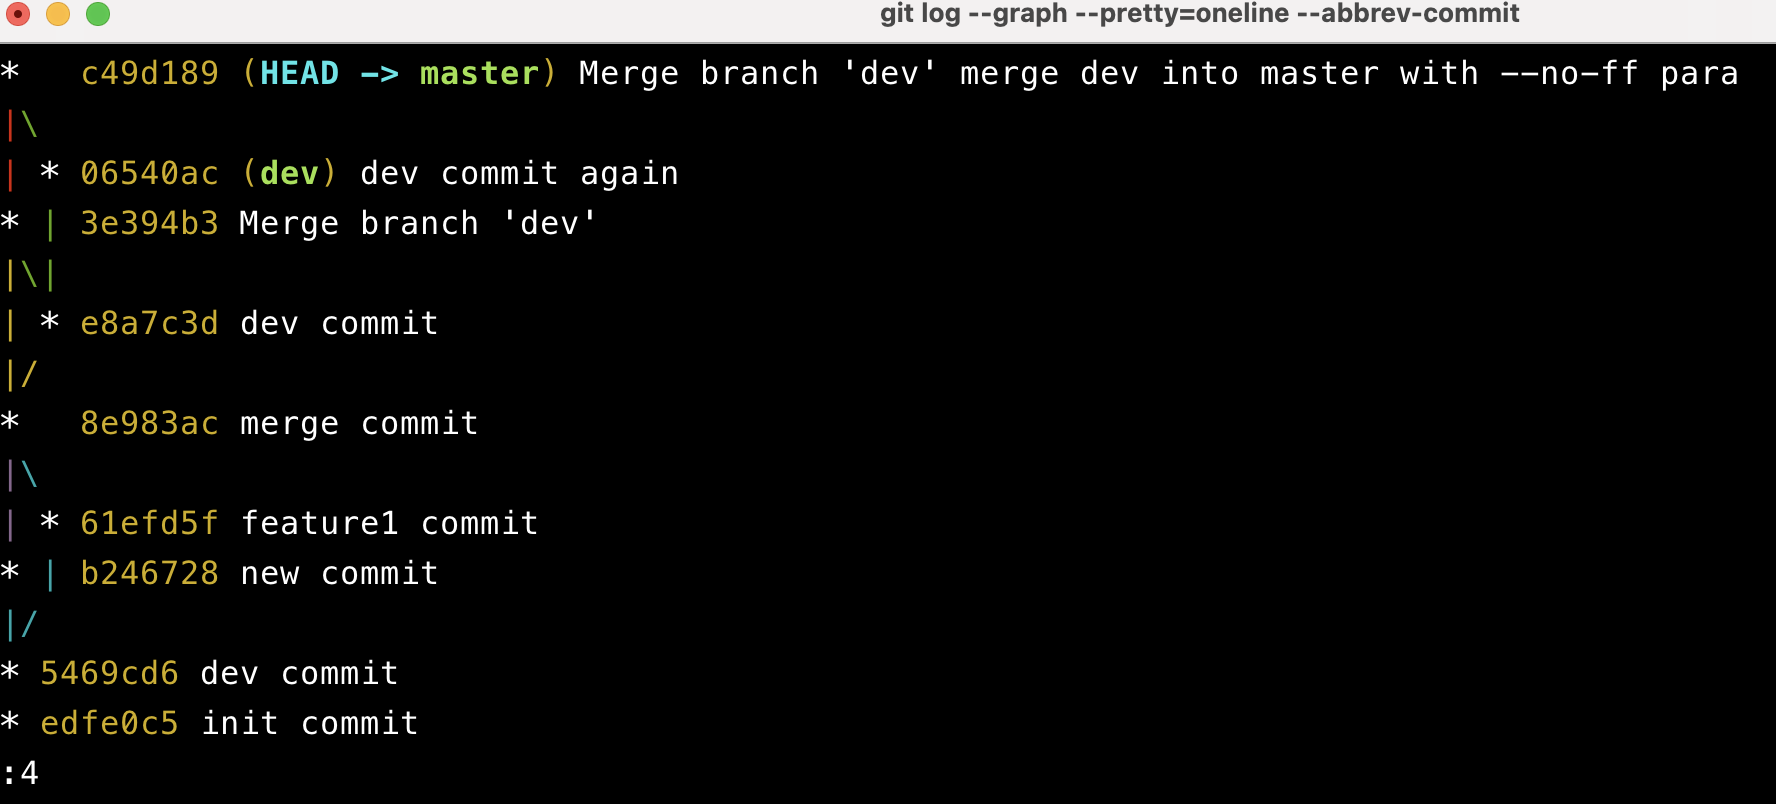 git log --graph --pretty=oneline --abbrev-commit
*   c49d189 (HEAD -> master) Merge branch 'dev' merge dev into master with --no-ff para
|\
| * 06540ac (dev) dev commit again
* | 3e394b3 Merge branch 'dev'
|\|
| * e8a7c3d dev commit
|/
*   8e983ac merge commit
|\
| * 61efd5f feature1 commit
* | b246728 new commit
|/
* 5469cd6 dev commit
* edfe0c5 init commit
:4